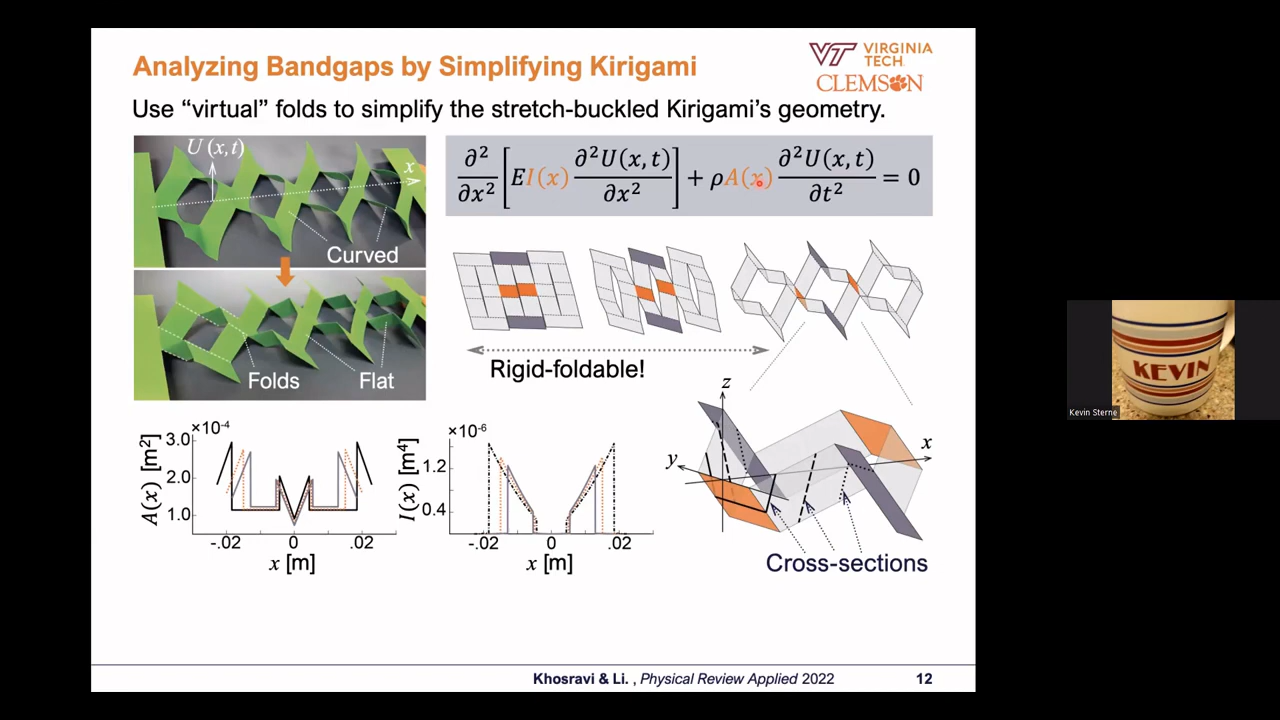 Analyzing Bandgaps by Simplifying Kirigami
VT VIRGINIA TECH
CLEMSON
Use “virtual” folds to simplify the stretch-buckled Kirigami’s geometry.
U (x,t)
x
Curved
Folds
Flat
∂²/∂x² [EI(x) ∂²U(x, t)/∂x²] + ρA(x) ∂²U(x, t)/∂t² = 0
Rigid-foldable!
A(x) [m²]
×10⁻⁴
3.0
2.0
1.0
-.02 0 .02
x [m]
I(x) [m⁴]
×10⁻⁶
1.2
0.4
-.02 0 .02
x [m]
z
y
x
Cross-sections
KEVIN
Kevin Sterne
Khosravi & Li. , Physical Review Applied 2022
12